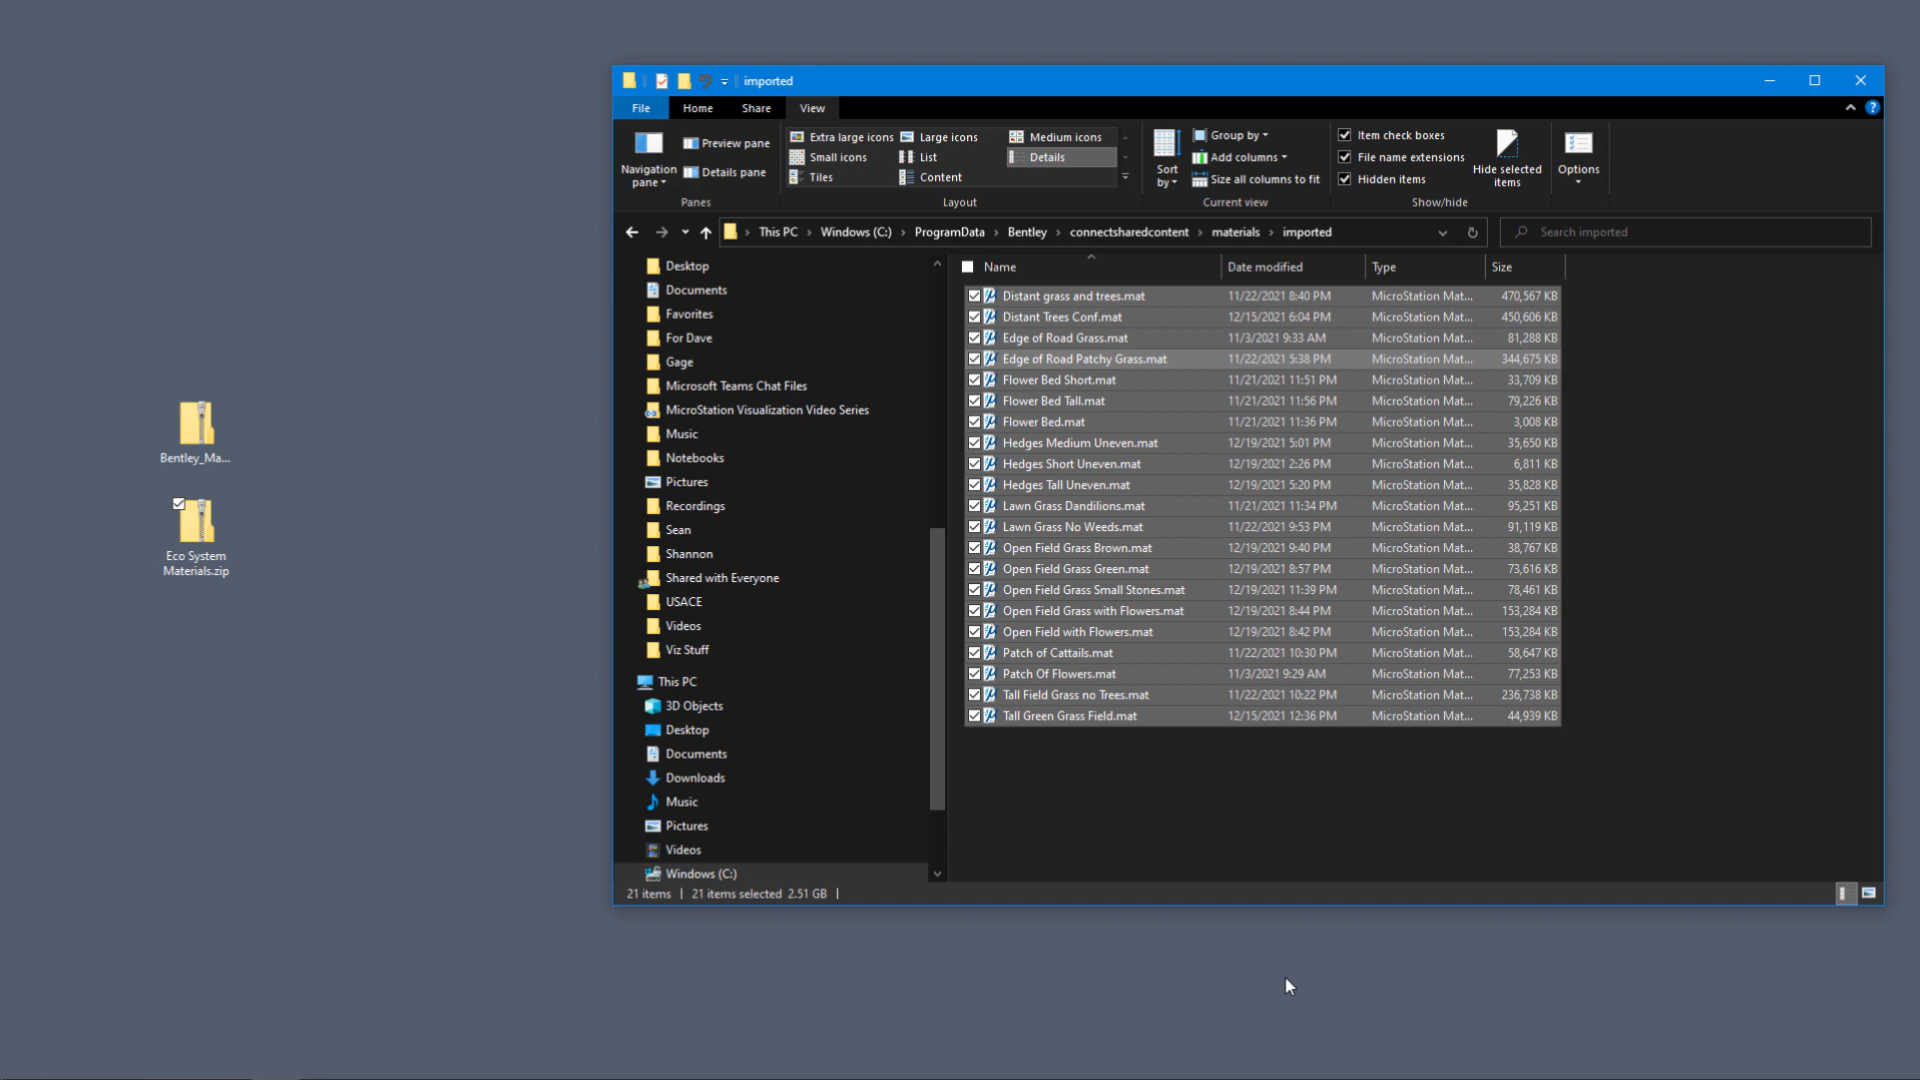 imported
File Home Share View
Navigation pane
Preview pane
Details pane
Panes
Extra large icons Large icons Medium icons
Small icons List Details
Tiles Content
Layout
Sort by
Group by
Add columns
Size all columns to fit
Current view
Item check boxes
File name extensions
Hidden items
Hide selected items
Show/hide
Options
This PC › Windows (C:) › ProgramData › Bentley › connectsharedcontent › materials › imported
Search imported
Bentley_Ma...
Eco System
Materials.zip
Desktop
Documents
Favorites
For Dave
Gage
Microsoft Teams Chat Files
MicroStation Visualization Video Series
Music
Notebooks
Pictures
Recordings
Sean
Shannon
Shared with Everyone
USACE
Videos
Viz Stuff
This PC
3D Objects
Desktop
Documents
Downloads
Music
Pictures
Videos
Windows (C:)
Name Date modified Type Size
Distant grass and trees.mat 11/22/2021 8:40 PM MicroStation Mat... 470,567 KB
Distant Trees Conf.mat 12/15/2021 6:04 PM MicroStation Mat... 450,606 KB
Edge of Road Grass.mat 11/3/2021 9:33 AM MicroStation Mat... 81,288 KB
Edge of Road Patchy Grass.mat 11/22/2021 5:38 PM MicroStation Mat... 344,675 KB
Flower Bed Short.mat 11/21/2021 11:51 PM MicroStation Mat... 33,709 KB
Flower Bed Tall.mat 11/21/2021 11:56 PM MicroStation Mat... 79,226 KB
Flower Bed.mat 11/21/2021 11:36 PM MicroStation Mat... 3,008 KB
Hedges Medium Uneven.mat 12/19/2021 5:01 PM MicroStation Mat... 35,650 KB
Hedges Short Uneven.mat 12/19/2021 2:26 PM MicroStation Mat... 6,811 KB
Hedges Tall Uneven.mat 12/19/2021 5:20 PM MicroStation Mat... 35,828 KB
Lawn Grass Dandilions.mat 11/21/2021 11:34 PM MicroStation Mat... 95,251 KB
Lawn Grass No Weeds.mat 11/22/2021 9:53 PM MicroStation Mat... 91,119 KB
Open Field Grass Brown.mat 12/19/2021 9:40 PM MicroStation Mat... 38,767 KB
Open Field Grass Green.mat 12/19/2021 8:57 PM MicroStation Mat... 73,616 KB
Open Field Grass Small Stones.mat 12/19/2021 11:39 PM MicroStation Mat... 78,461 KB
Open Field Grass with Flowers.mat 12/19/2021 8:44 PM MicroStation Mat... 153,284 KB
Open Field with Flowers.mat 12/19/2021 8:42 PM MicroStation Mat... 153,284 KB
Patch of Cattails.mat 11/22/2021 10:30 PM MicroStation Mat... 58,647 KB
Patch Of Flowers.mat 11/3/2021 9:29 AM MicroStation Mat... 77,253 KB
Tall Field Grass no Trees.mat 11/22/2021 10:22 PM MicroStation Mat... 236,738 KB
Tall Green Grass Field.mat 12/15/2021 12:36 PM MicroStation Mat... 44,939 KB
21 items | 21 items selected 2.51 GB |